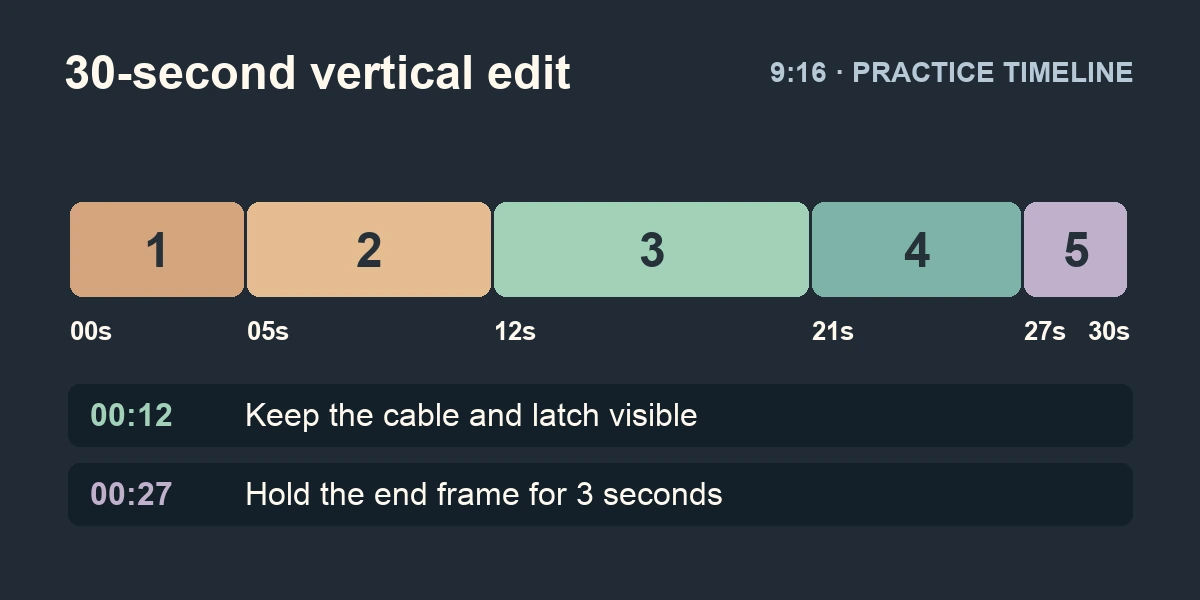 30-second vertical edit
9:16 · PRACTICE TIMELINE
1 2 3 4 5
00s 05s 12s 21s 27s 30s
00:12 Keep the cable and latch visible
00:27 Hold the end frame for 3 seconds